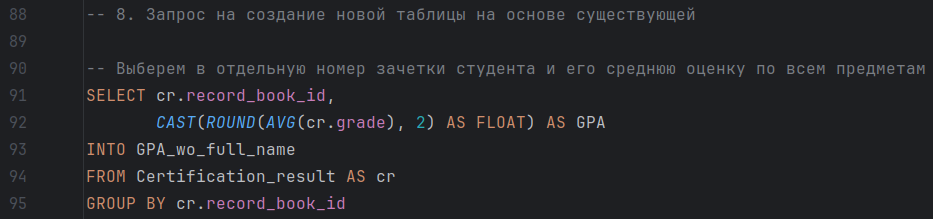 88 -- 8. Запрос на создание новой таблицы на основе существующей
89
90 -- Выберем в отдельную номер зачетки студента и его среднюю оценку по всем предметам
91 SELECT cr.record_book_id,
92 CAST(ROUND(AVG(cr.grade), 2) AS FLOAT) AS GPA
93 INTO GPA_wo_full_name
94 FROM Certification_result AS cr
95 GROUP BY cr.record_book_id